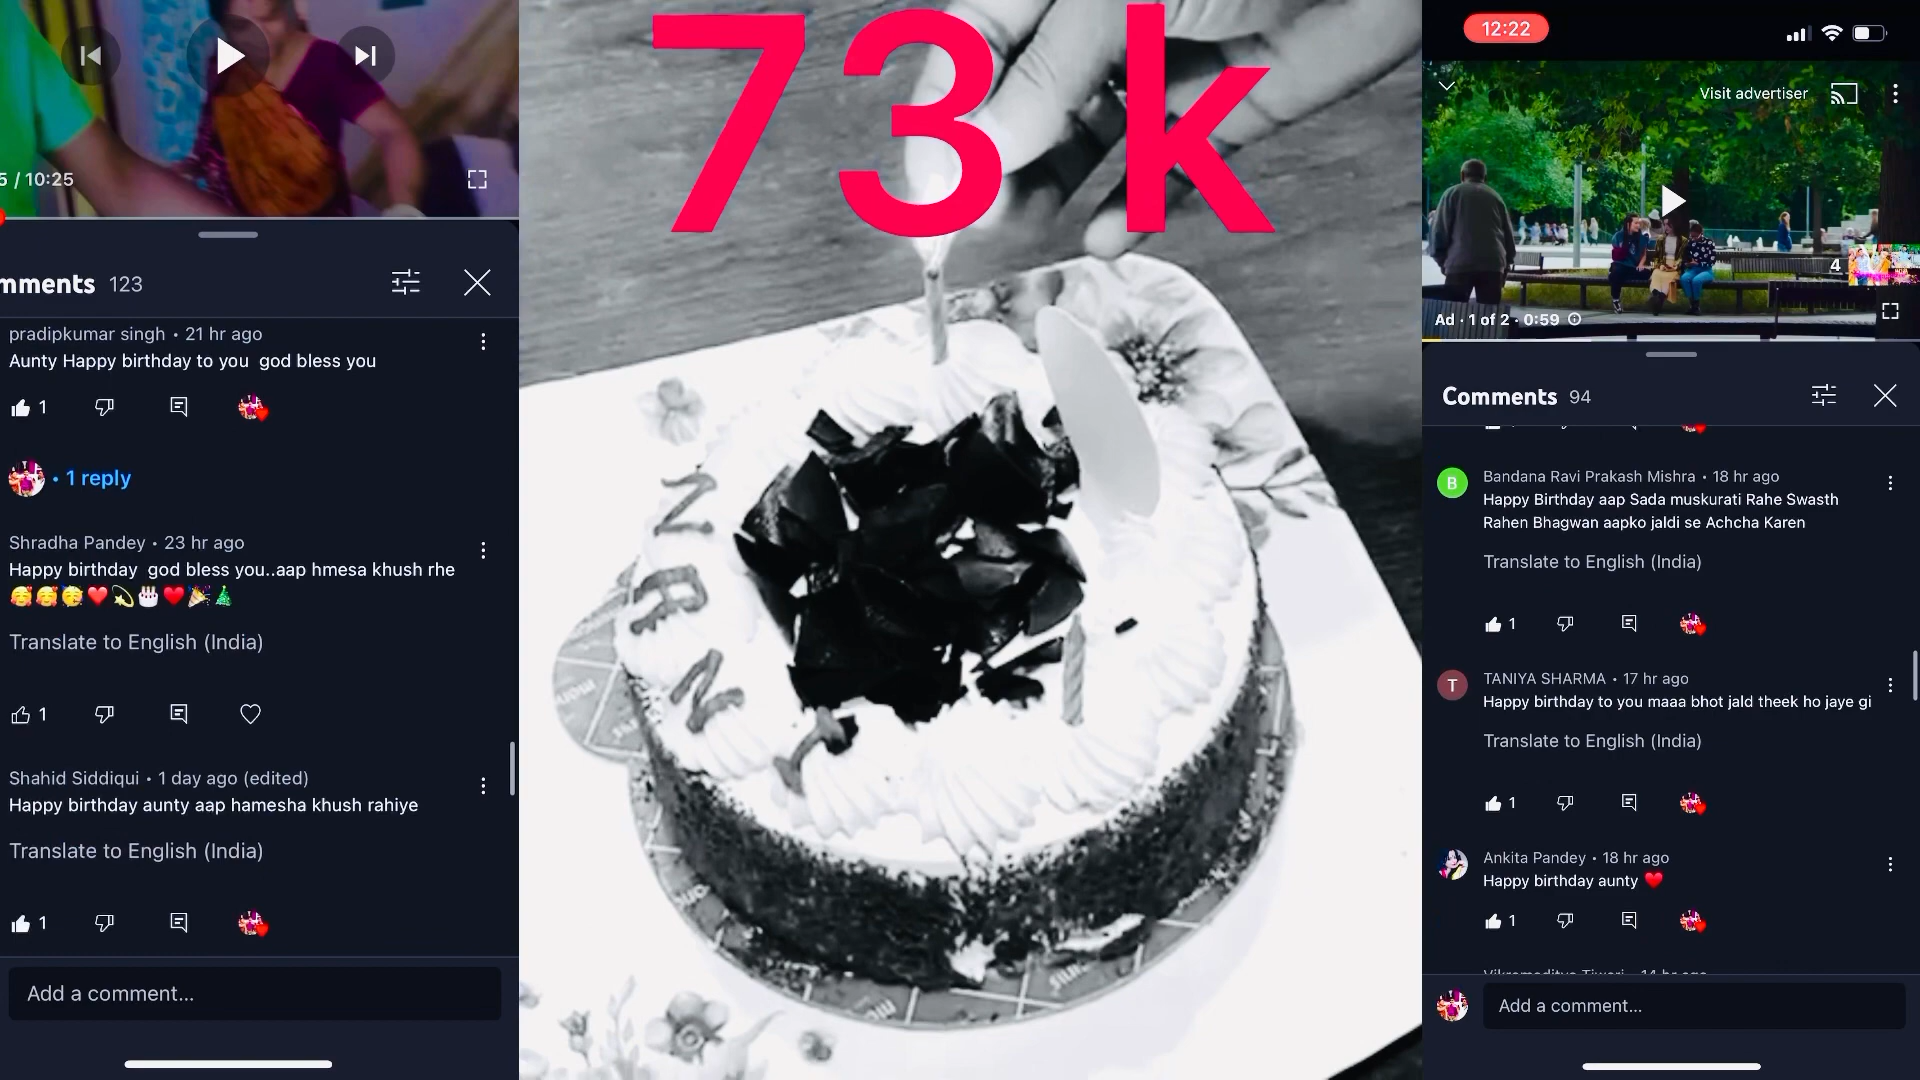 5 / 10:25
mments 123
pradipkumar singh • 21 hr ago
Aunty Happy birthday to you god bless you
1
• 1 reply
Shradha Pandey • 23 hr ago
Happy birthday god bless you..aap hmesa khush rhe
🥰🥰🥳❤️💫🎂❤️🎉🎄
Translate to English (India)
1
Shahid Siddiqui • 1 day ago (edited)
Happy birthday aunty aap hamesha khush rahiye
Translate to English (India)
1
Add a comment...
73 k
12:22
Visit advertiser
4
Ad · 1 of 2 · 0:59
Comments 94
B
Bandana Ravi Prakash Mishra • 18 hr ago
Happy Birthday aap Sada muskurati Rahe Swasth
Rahen Bhagwan aapko jaldi se Achcha Karen
Translate to English (India)
1
T
TANIYA SHARMA • 17 hr ago
Happy birthday to you maaa bhot jald theek ho jaye gi
Translate to English (India)
1
Ankita Pandey • 18 hr ago
Happy birthday aunty ❤️
1
Add a comment...